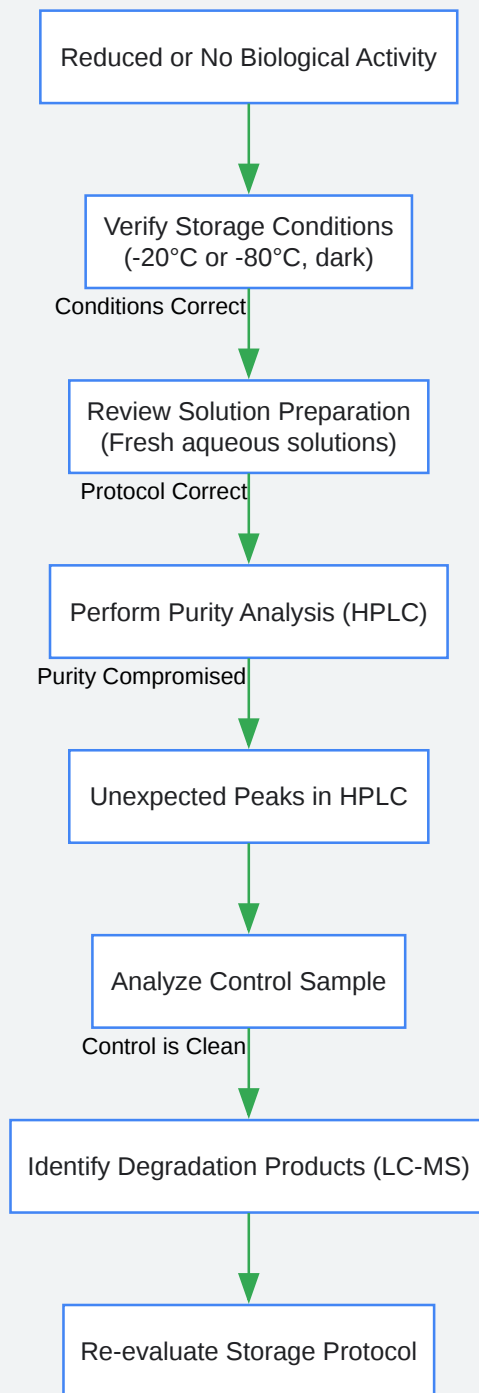 Reduced or No Biological Activity
Verify Storage Conditions
(-20°C or -80°C, dark)
Conditions Correct
Review Solution Preparation
(Fresh aqueous solutions)
Protocol Correct
Perform Purity Analysis (HPLC)
Purity Compromised
Unexpected Peaks in HPLC
Analyze Control Sample
Control is Clean
Identify Degradation Products (LC-MS)
Re-evaluate Storage Protocol